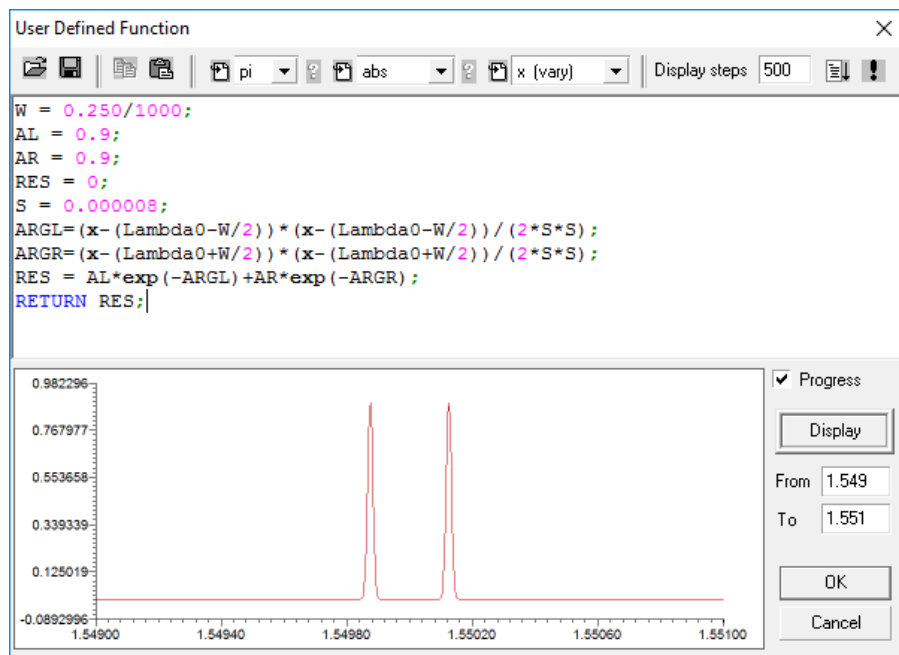 User Defined Function
pi ? abs ? x (vary) Display steps 500
W = 0.250/1000;
AL = 0.9;
AR = 0.9;
RES = 0;
S = 0.000008;
ARGL=(x-(Lambda0-W/2))*(x-(Lambda0-W/2))/(2*S*S);
ARGR=(x-(Lambda0+W/2))*(x-(Lambda0+W/2))/(2*S*S);
RES = AL*exp(-ARGL)+AR*exp(-ARGR);
RETURN RES;
0.982296
0.767977
0.553658
0.339339
0.125019
-0.0892996
1.54900 1.54940 1.54980 1.55020 1.55060 1.55100
Progress
Display
From 1.549
To 1.551
OK
Cancel